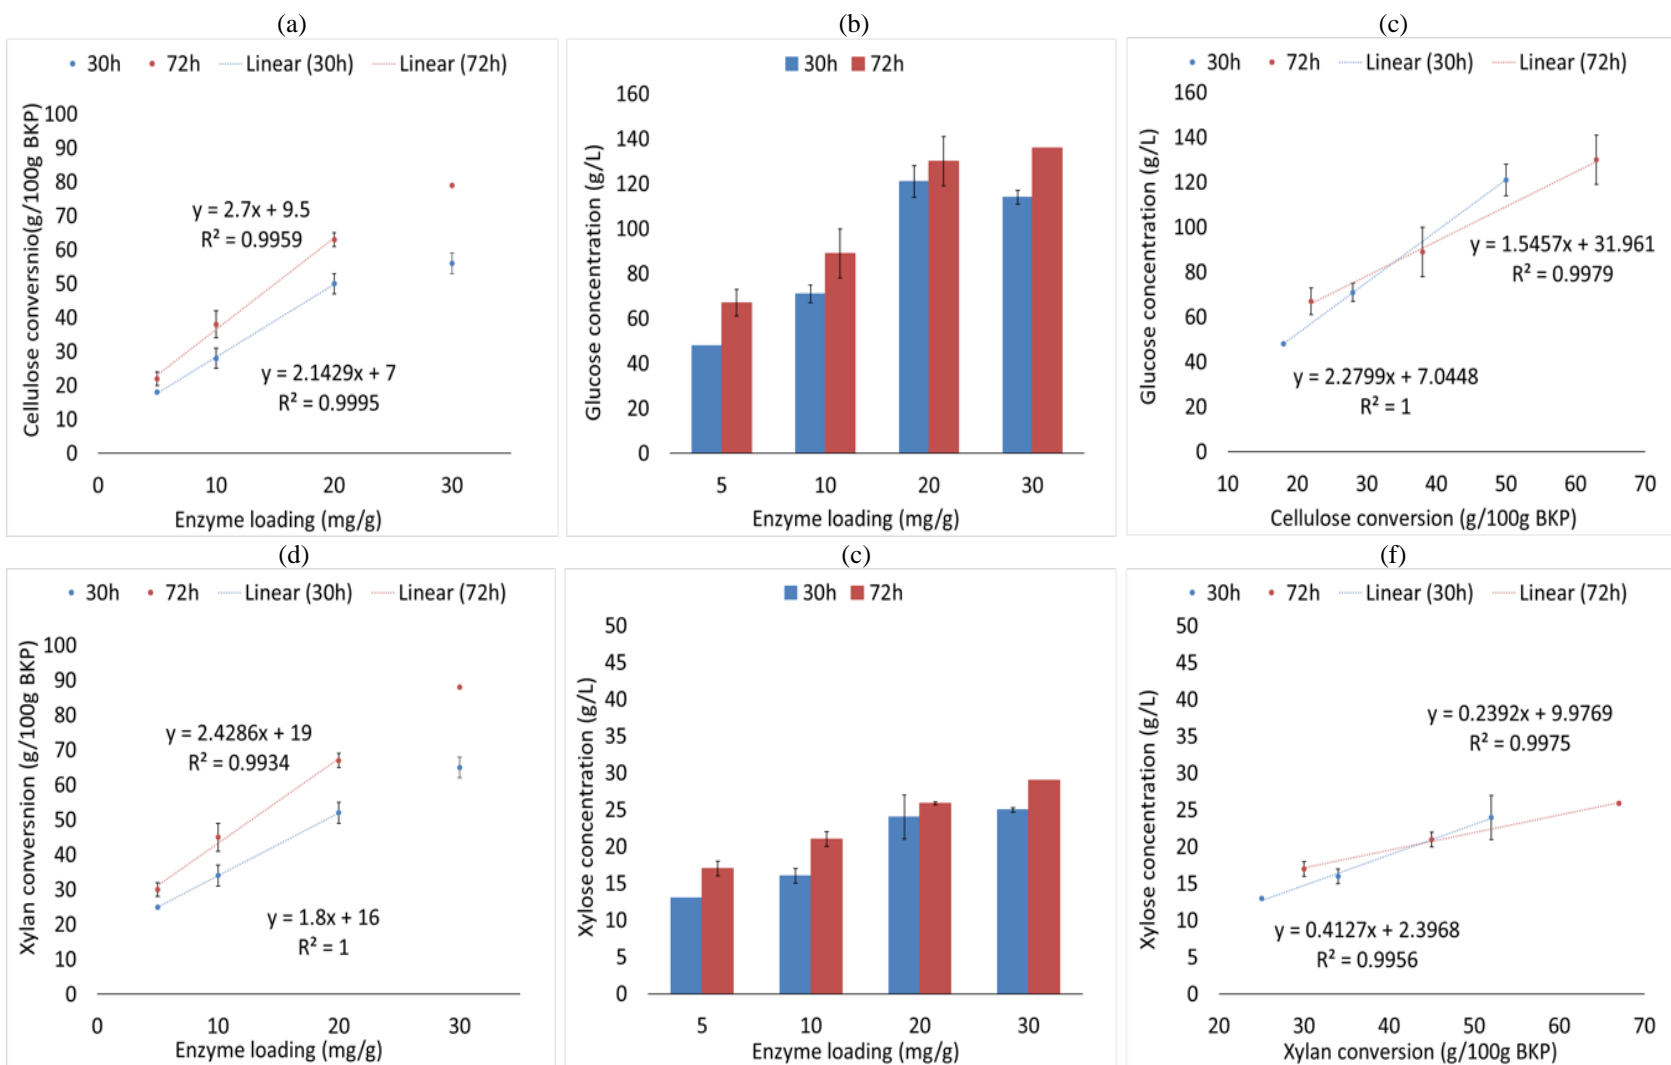 (a)
30h 72h Linear (30h) Linear (72h)
Cellulose conversnio(g/100g BKP)
100
90
80
70
60
50
40
30
20
10
0
y = 2.7x + 9.5
R² = 0.9959
y = 2.1429x + 7
R² = 0.9995
0 10 20 30
Enzyme loading (mg/g)
(b)
30h 72h
Glucose concentration (g/L)
160
140
120
100
80
60
40
20
0
5 10 20 30
Enzyme loading (mg/g)
(c)
30h 72h Linear (30h) Linear (72h)
Glucose concentration (g/L)
160
140
120
100
80
60
40
20
0
y = 1.5457x + 31.961
R² = 0.9979
y = 2.2799x + 7.0448
R² = 1
10 20 30 40 50 60 70
Cellulose conversion (g/100g BKP)
(d)
30h 72h Linear (30h) Linear (72h)
Xylan conversnion (g/100g BKP)
100
90
80
70
60
50
40
30
20
10
0
y = 2.4286x + 19
R² = 0.9934
y = 1.8x + 16
R² = 1
0 10 20 30
Enzyme loading (mg/g)
(c)
30h 72h
Xylose concentration (g/L)
50
45
40
35
30
25
20
15
10
5
0
5 10 20 30
Enzyme loading (mg/g)
(f)
30h 72h Linear (30h) Linear (72h)
Xylose concentration (g/L)
50
45
40
35
30
25
20
15
10
5
0
y = 0.2392x + 9.9769
R² = 0.9975
y = 0.4127x + 2.3968
R² = 0.9956
20 30 40 50 60 70
Xylan conversion (g/100g BKP)